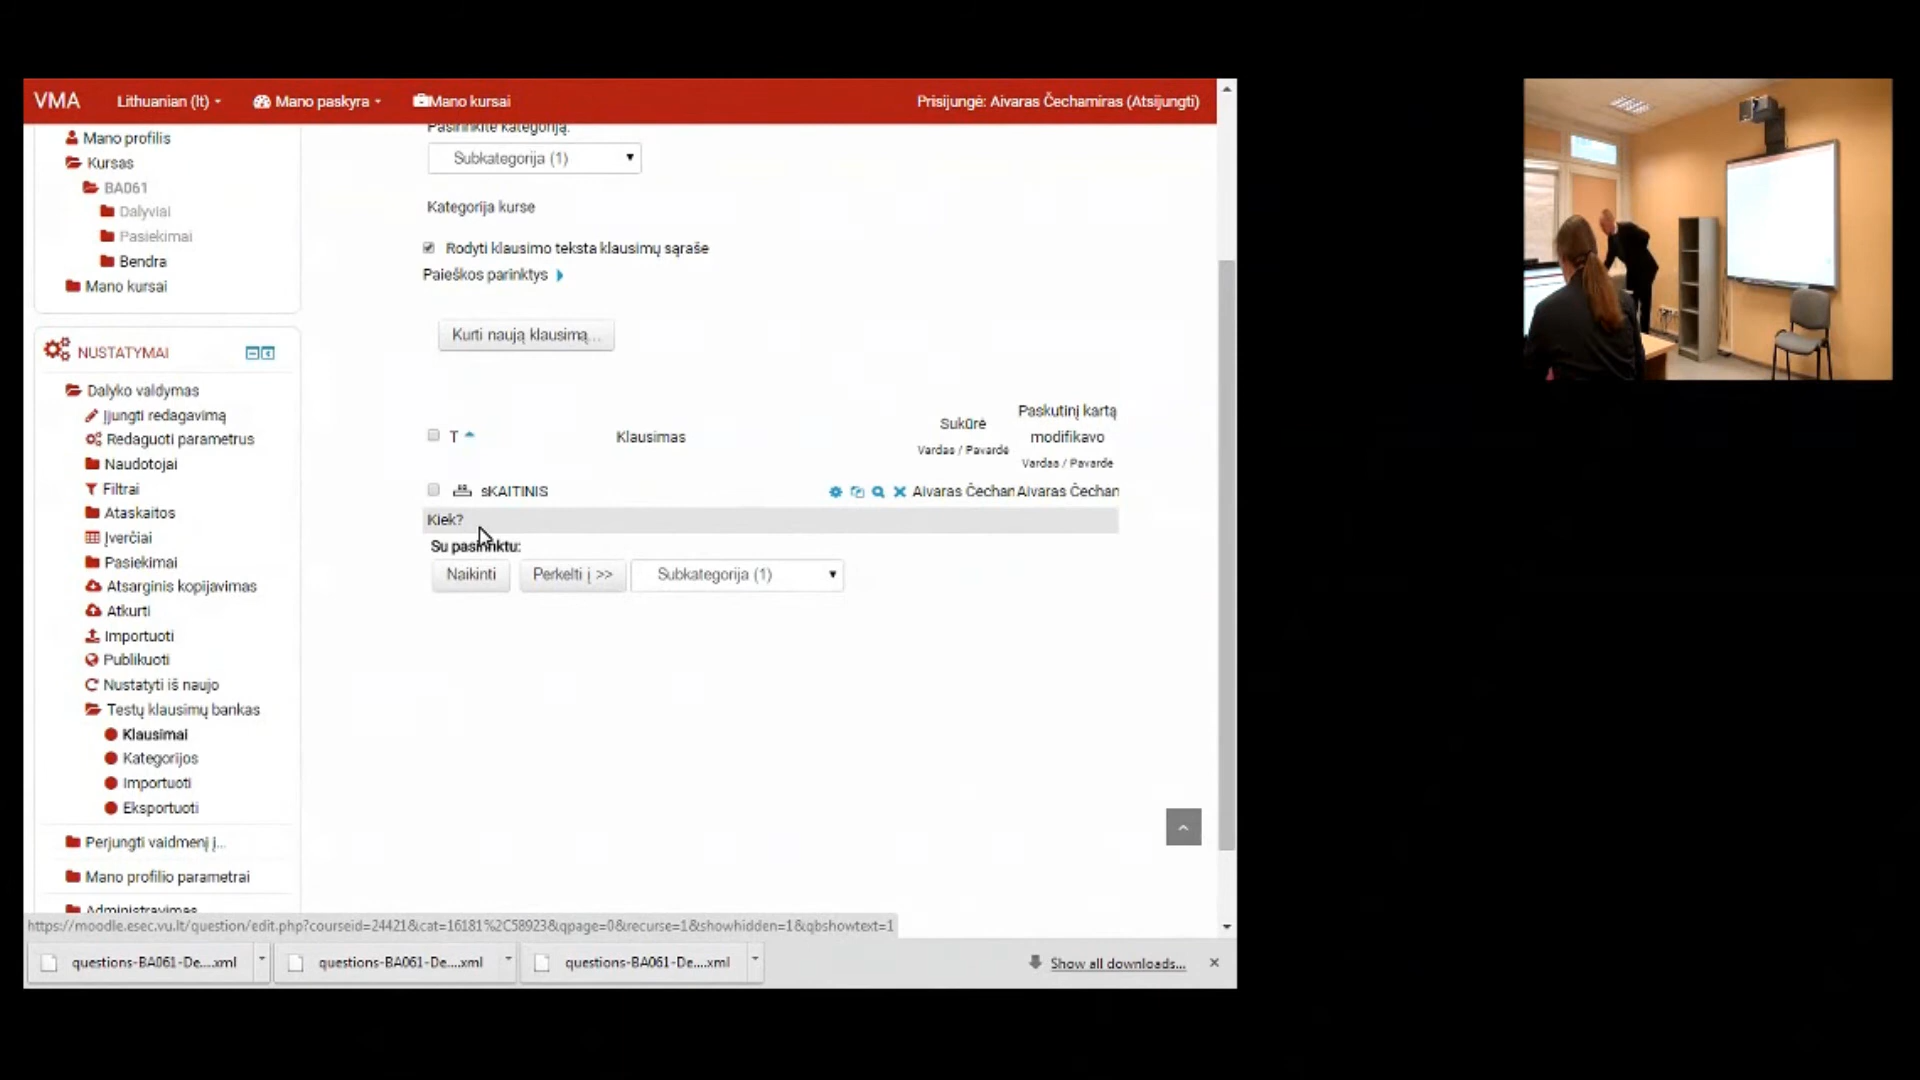 VMA Lithuanian (lt) Mano paskyra Mano kursai Prisijungė: Aivaras Čechamiras (Atsijungti)
Mano profilis
Kursas
BA061
Dalyviai
Pasiekimai
Bendra
Mano kursai
NUSTATYMAI
Dalyko valdymas
Įjungti redagavimą
Redaguoti parametrus
Naudotojai
Filtrai
Ataskaitos
Įverčiai
Pasiekimai
Atsarginis kopijavimas
Atkurti
Importuoti
Publikuoti
Nustatyti iš naujo
Testų klausimų bankas
Klausimai
Kategorijos
Importuoti
Eksportuoti
Perjungti vaidmenį į...
Mano profilio parametrai
Administravimas
Pasirinkite kategoriją:
Subkategorija (1)
Kategorija kurse
Rodyti klausimo teksta klausimų sąraše
Paieškos parinktys
Kurti naują klausimą...
T Klausimas
Sukūrė
Vardas / Pavardė
Paskutinį kartą
modifikavo
Vardas / Pavardė
sKAITINIS Aivaras Čechan Aivaras Čechan
Kiek?
Su pasirinktu:
Naikinti Perkelti į >> Subkategorija (1)
https://moodle.esec.vu.lt/question/edit.php?courseid=24421&cat=16181%2C58923&qpage=0&recurse=1&showhidden=1&qbshowtext=1
questions-BA061-De....xml questions-BA061-De....xml questions-BA061-De....xml Show all downloads...